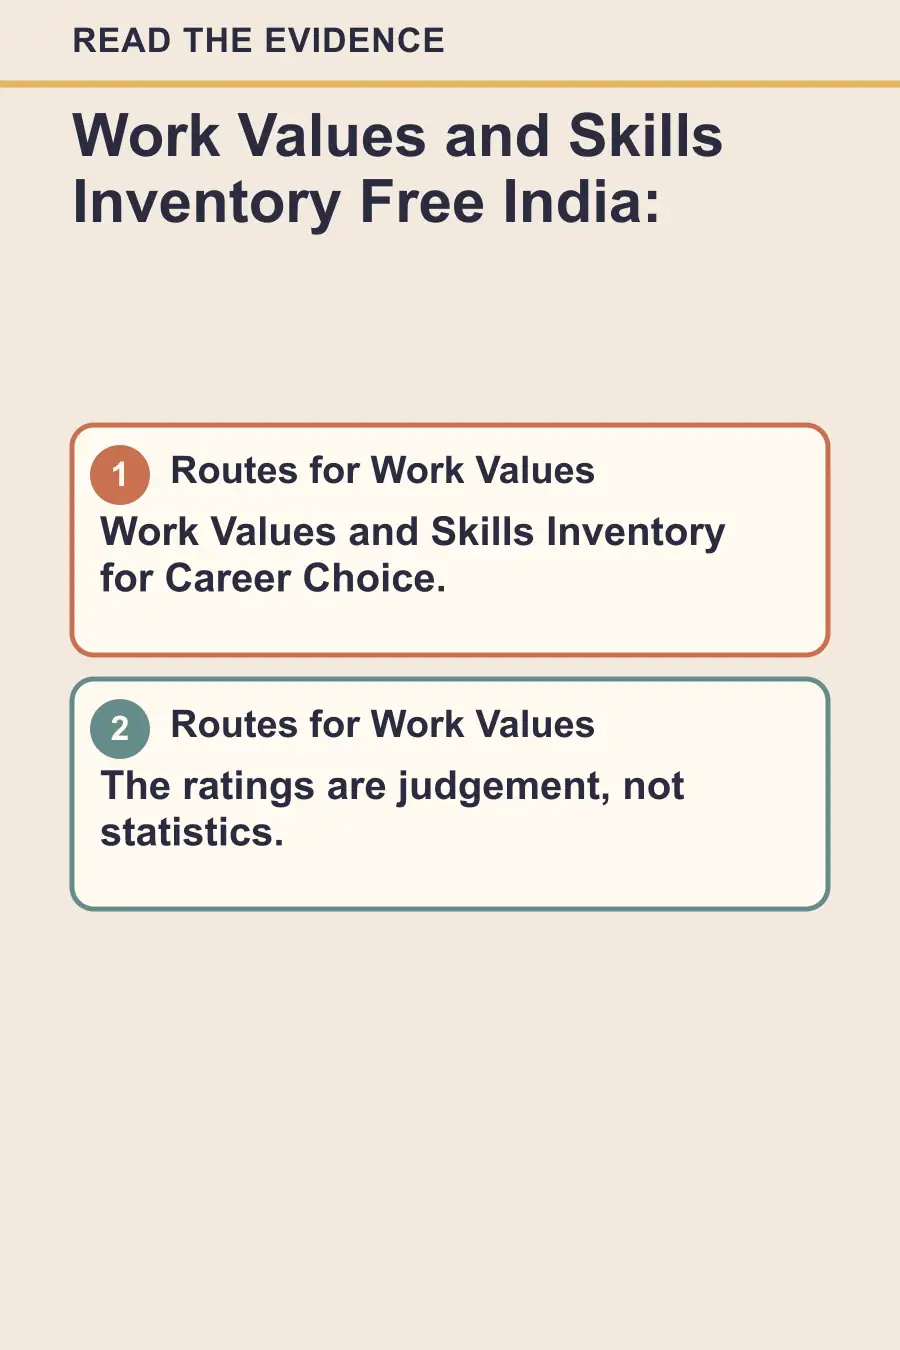 READ THE EVIDENCE
Work Values and Skills
Inventory Free India:
1 Routes for Work Values
Work Values and Skills Inventory
for Career Choice.
2 Routes for Work Values
The ratings are judgement, not
statistics.